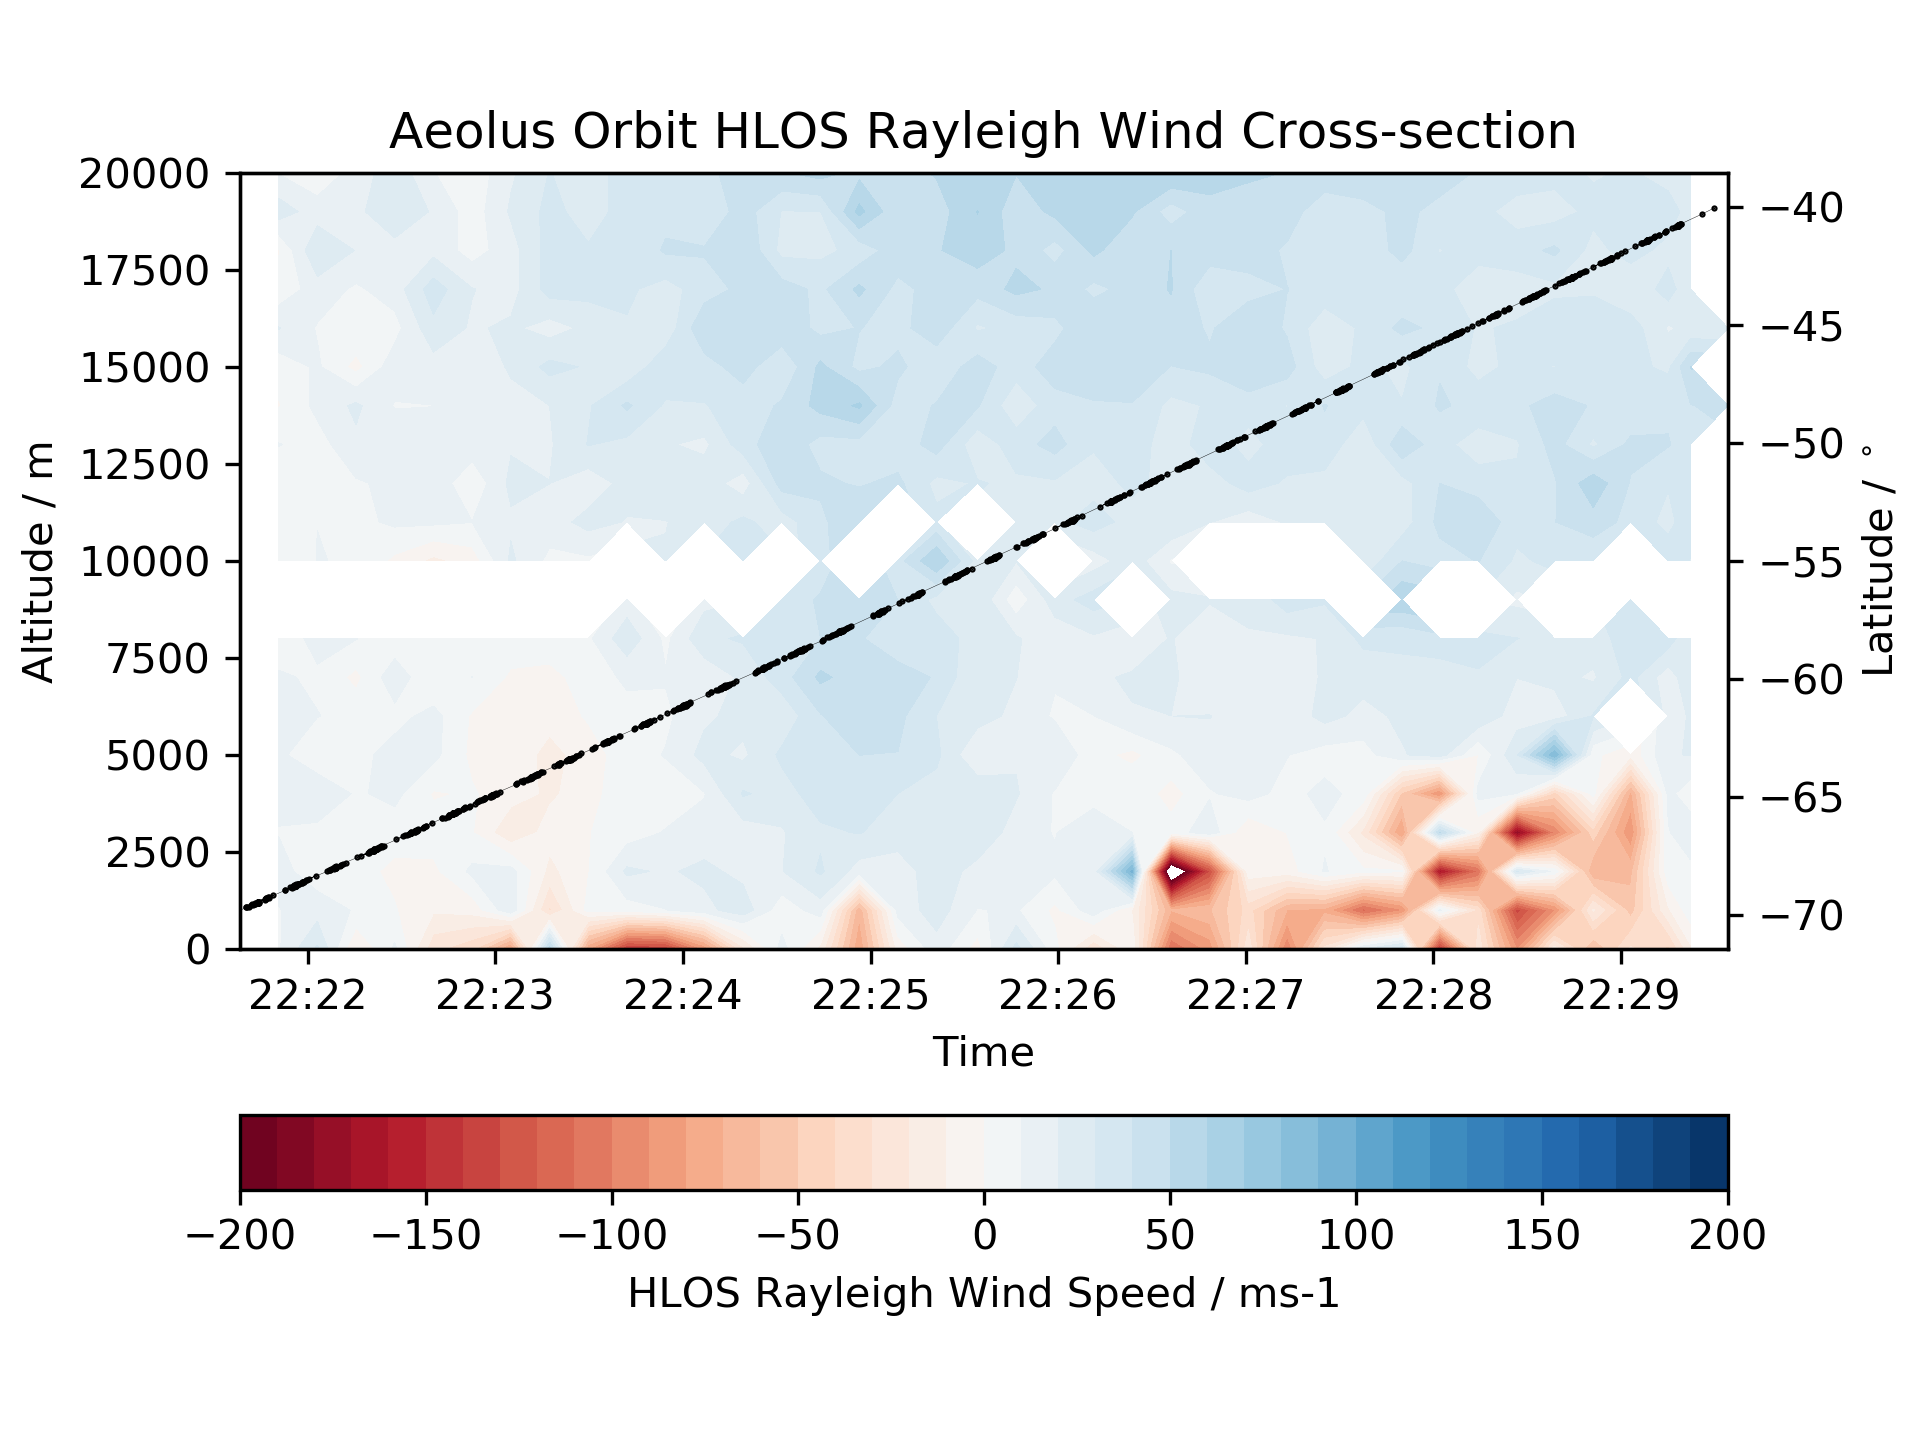 Aeolus Orbit HLOS Rayleigh Wind Cross-section
20000
17500
15000
12500
10000
7500
5000
2500
0
Altitude / m
−40
−45
−50
−55
−60
−65
−70
Latitude / °
22:22 22:23 22:24 22:25 22:26 22:27 22:28 22:29
Time
−200 −150 −100 −50 0 50 100 150 200
HLOS Rayleigh Wind Speed / ms-1